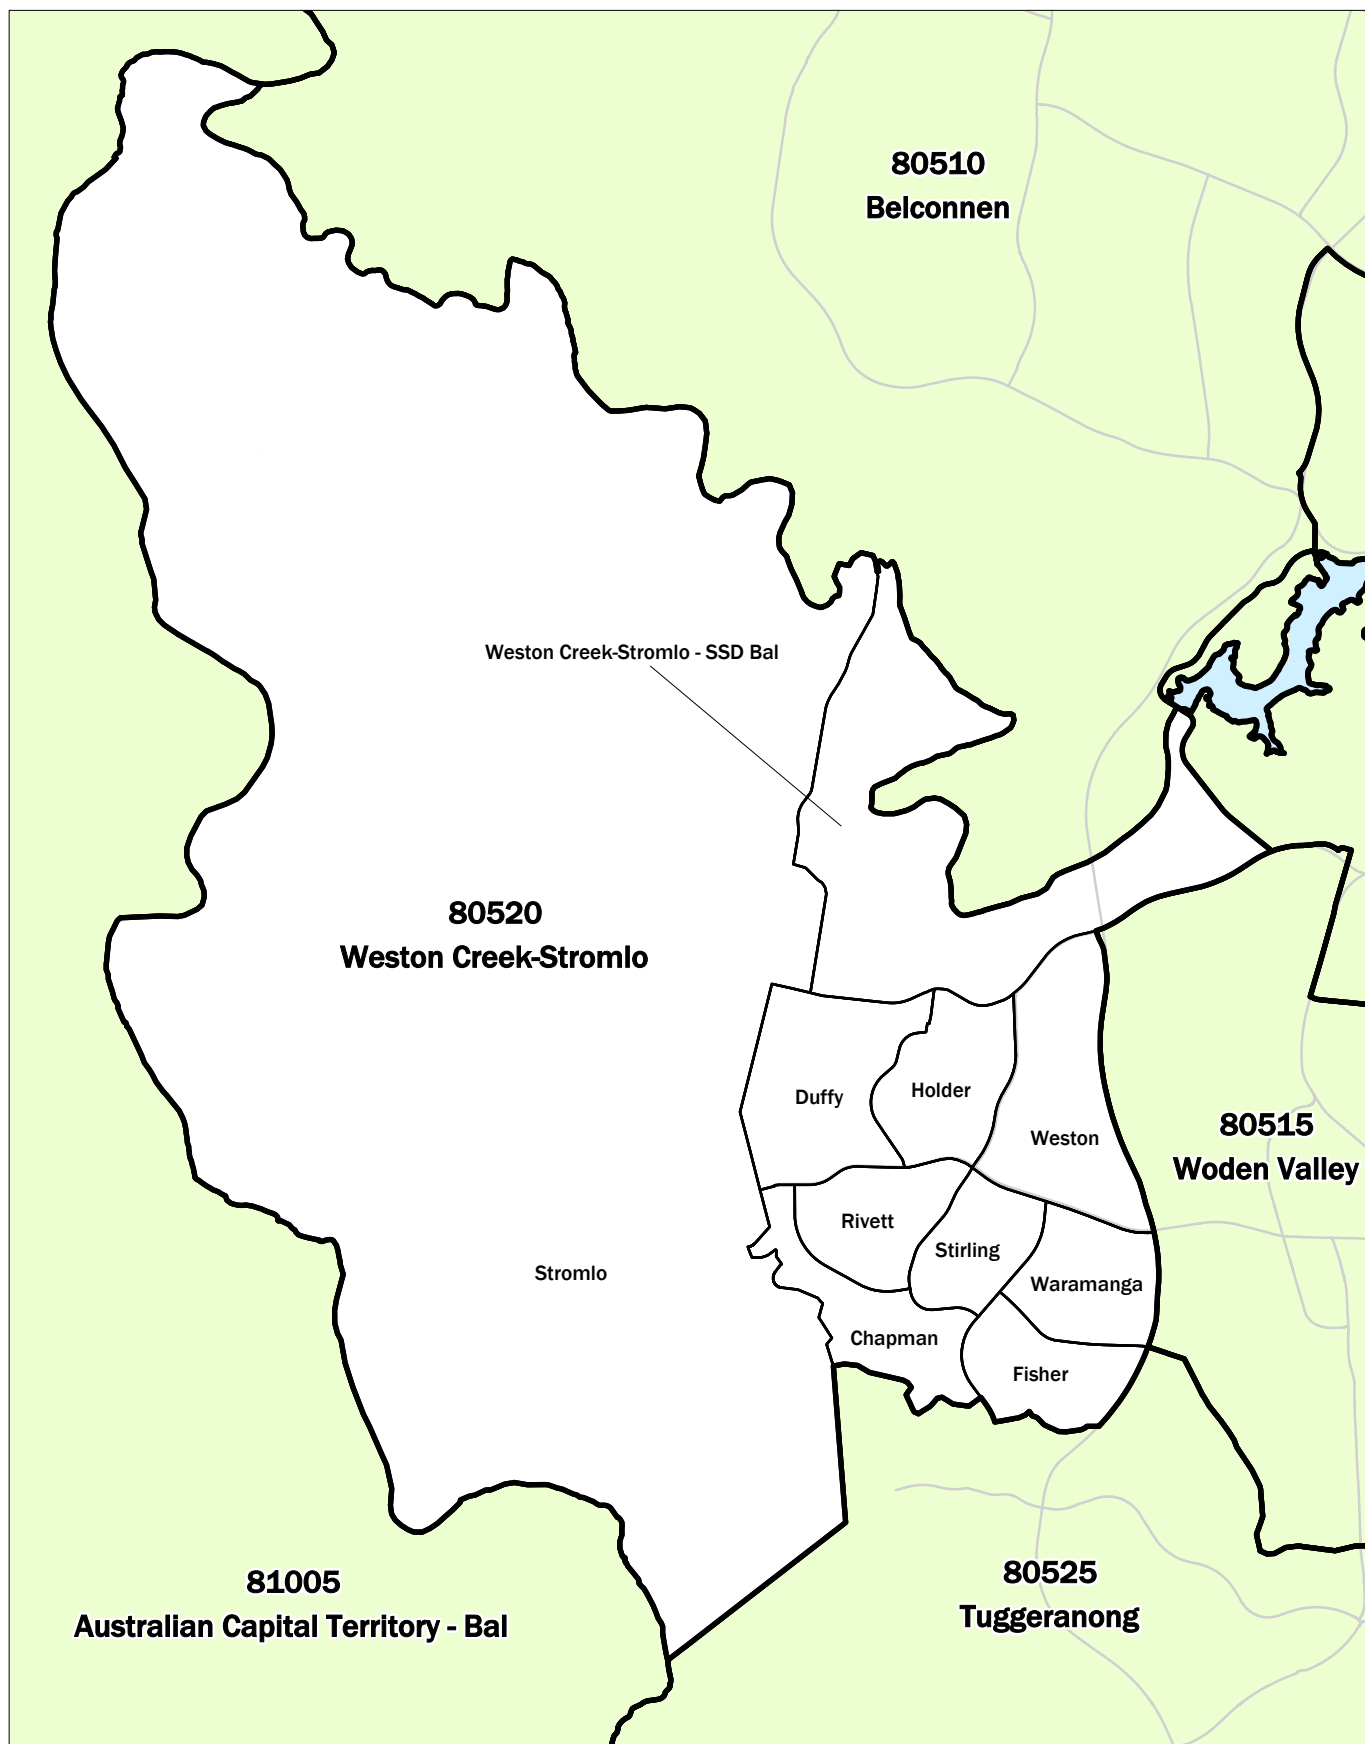 80510
Belconnen
Weston Creek-Stromlo - SSD Bal
80520
Weston Creek-Stromlo
Duffy
Holder
Weston
80515
Woden Valley
Rivett
Stirling
Stromlo
Waramanga
Chapman
Fisher
81005
Australian Capital Territory - Bal
80525
Tuggeranong